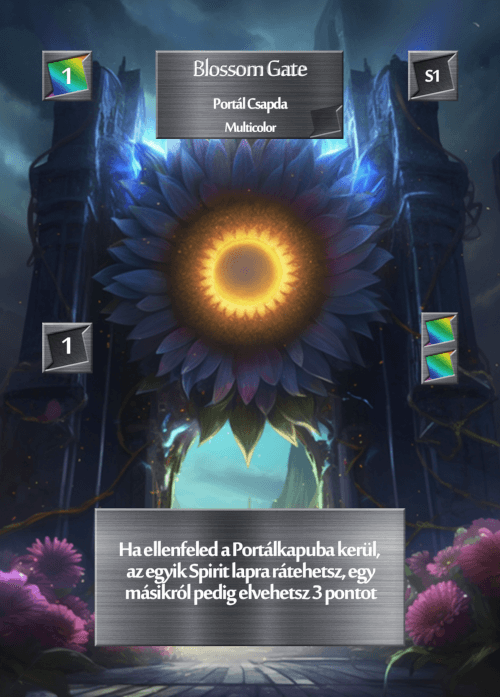 1
Blossom Gate
S1
Portál Csapda
Multicolor
1
Ha ellenfeled a Portálkapuba kerül,
az egyik Spirit lapra rátehetsz, egy
másikról pedig elvehetsz 3 pontot